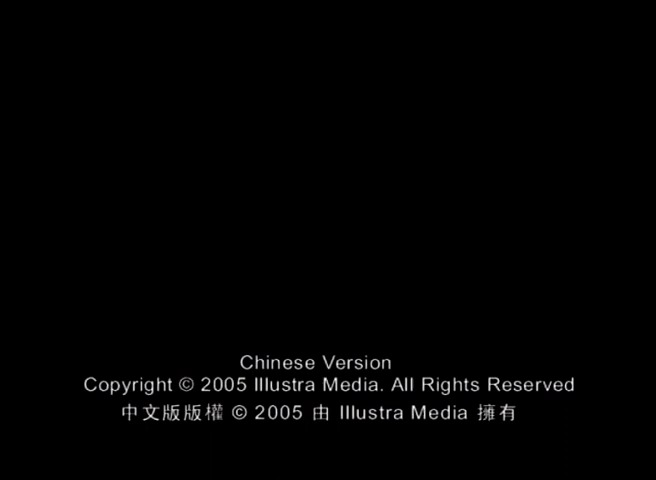 Chinese Version
Copyright © 2005 Illustra Media. All Rights Reserved
中文版版權 © 2005 由 Illustra Media 擁有